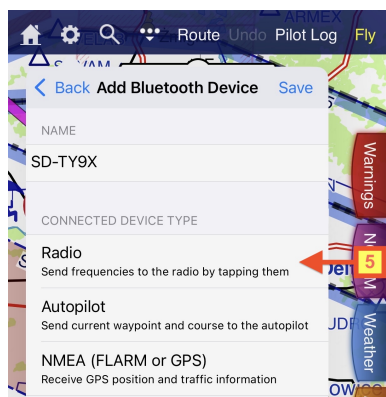 ARMEX
Route Undo Pilot Log Fly
Back Add Bluetooth Device Save
NAME
SD-TY9X
Warnings
CONNECTED DEVICE TYPE
Radio
Send frequencies to the radio by tapping them
5
Autopilot
Send current waypoint and course to the autopilot
Weather
NMEA (FLARM or GPS)
Receive GPS position and traffic information